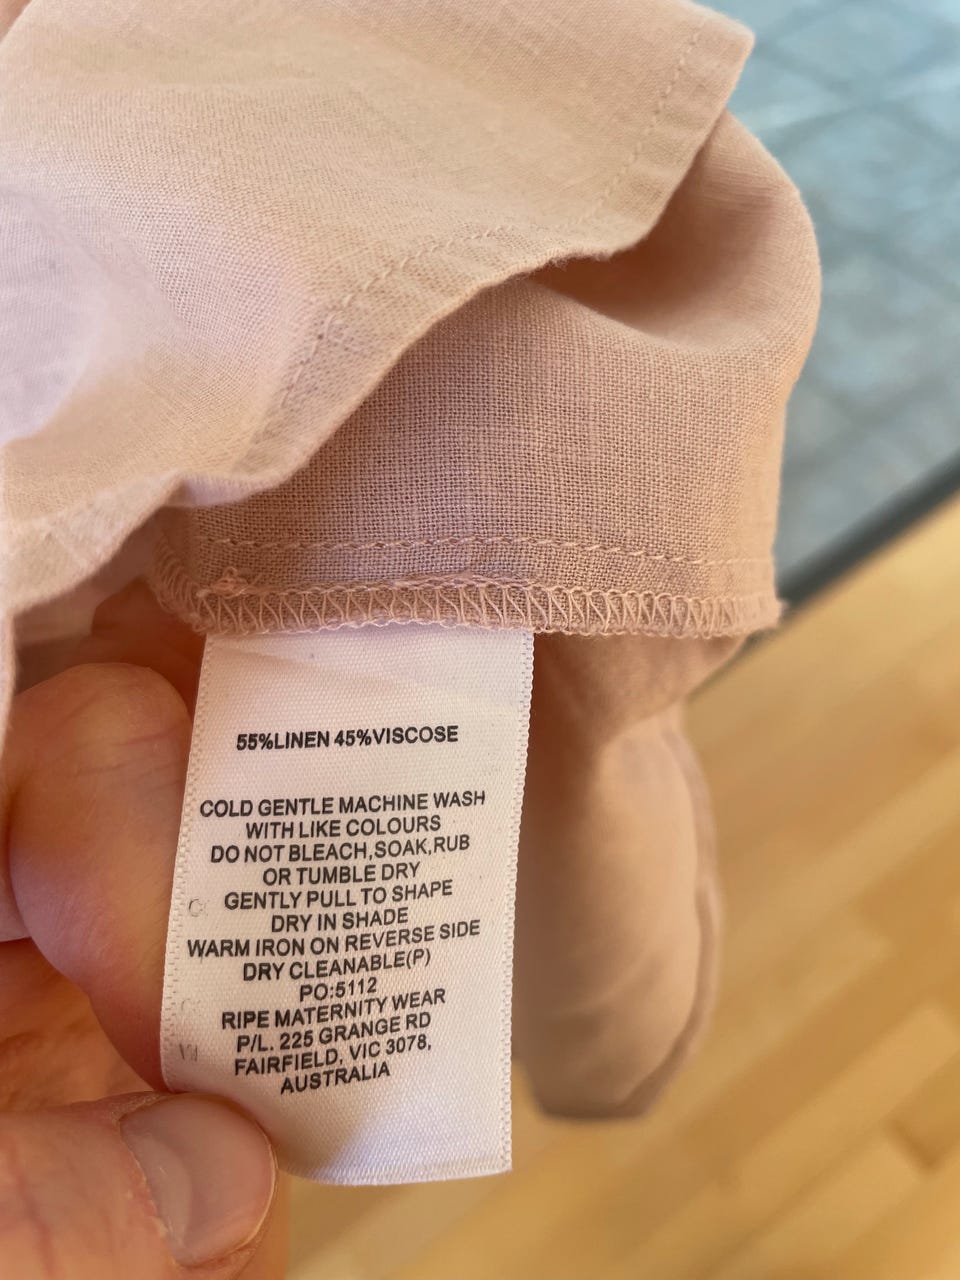 55%LINEN 45%VISCOSE
COLD GENTLE MACHINE WASH
WITH LIKE COLOURS
DO NOT BLEACH,SOAK,RUB
OR TUMBLE DRY
GENTLY PULL TO SHAPE
DRY IN SHADE
WARM IRON ON REVERSE SIDE
DRY CLEANABLE(P)
PO:5112
RIPE MATERNITY WEAR
P/L. 225 GRANGE RD
FAIRFIELD, VIC 3078,
AUSTRALIA